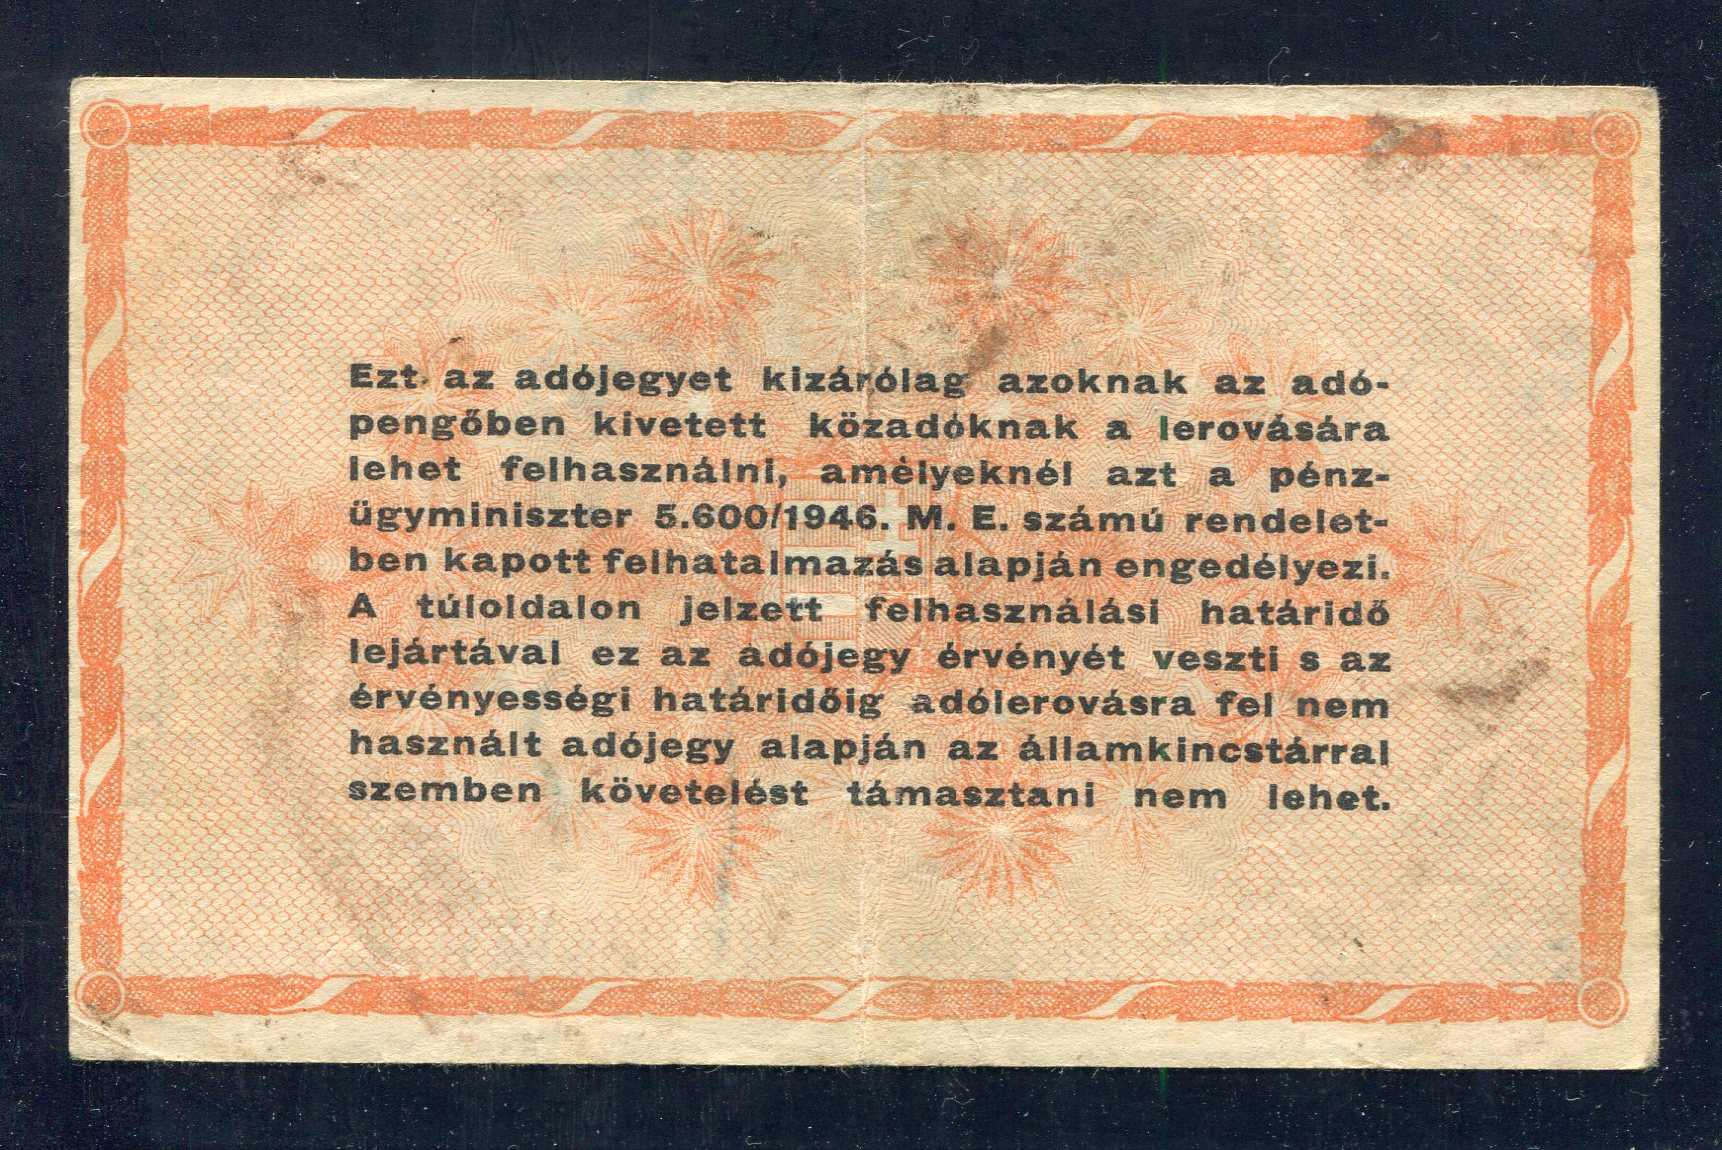 Ezt az adójegyet kizárólag azoknak az adó-
pengőben kivetett közadóknak a lerovására
lehet felhasználni, amelyeknél azt a pénz-
ügyminiszter 5.600/1946. M. E. számú rendelet-
ben kapott felhatalmazás alapján engedélyezi.
A túloldalon jelzett felhasználási határidő
lejártával ez az adójegy érvényét veszti s az
érvényességi határidőig adólerovásra fel nem
használt adójegy alapján az államkincstárral
szemben követelést támasztani nem lehet.